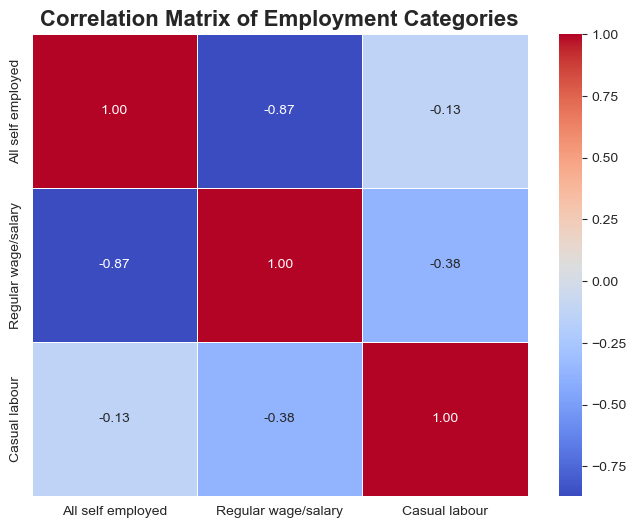 Correlation Matrix of Employment Categories
All self employed
1.00
-0.87
-0.13
Regular wage/salary
-0.87
1.00
-0.38
Casual labour
-0.13
-0.38
1.00
All self employed
Regular wage/salary
Casual labour
1.00
0.75
0.50
0.25
0.00
-0.25
-0.50
-0.75